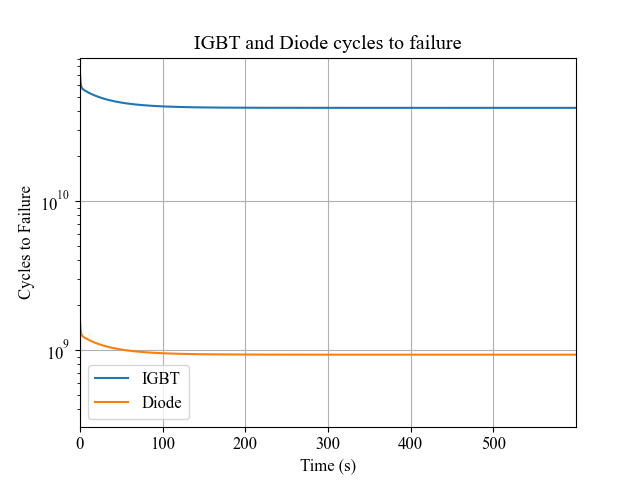 IGBT and Diode cycles to failure
Cycles to Failure
10^10
10^9
IGBT
Diode
0 100 200 300 400 500
Time (s)